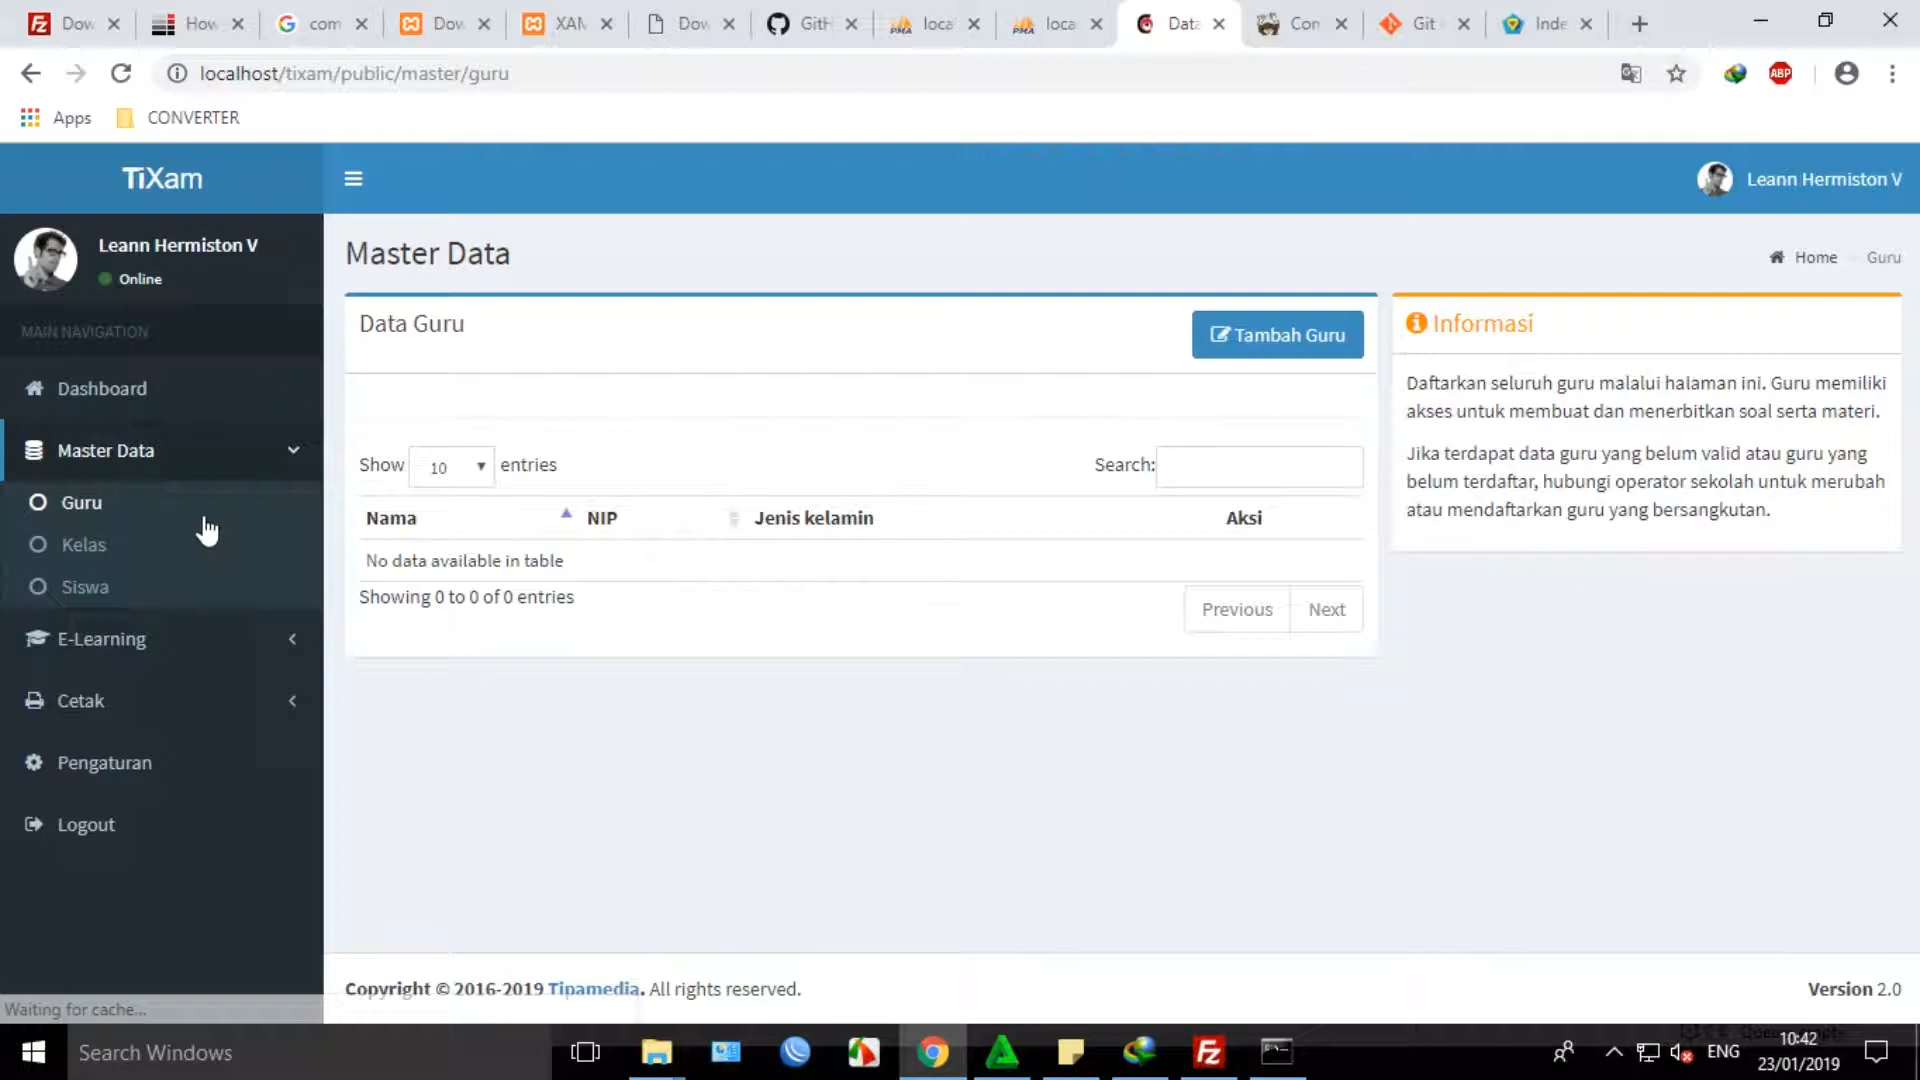 Dow
How
com
Dow
XAM
Dow
GitH
loca
loca
Data
Con
Git
Inde
localhost/tixam/public/master/guru
ABP
Apps
CONVERTER
TiXam
Leann Hermiston V
Leann Hermiston V
Online
MAIN NAVIGATION
Dashboard
Master Data
Guru
Kelas
Siswa
E-Learning
Cetak
Pengaturan
Logout
Master Data
Home
Guru
Data Guru
Tambah Guru
Show 10 entries
Search:
Nama NIP Jenis kelamin Aksi
No data available in table
Showing 0 to 0 of 0 entries
Previous Next
Informasi
Daftarkan seluruh guru malalui halaman ini. Guru memiliki
akses untuk membuat dan menerbitkan soal serta materi.
Jika terdapat data guru yang belum valid atau guru yang
belum terdaftar, hubungi operator sekolah untuk merubah
atau mendaftarkan guru yang bersangkutan.
Copyright © 2016-2019 Tipamedia. All rights reserved.
Version 2.0
Waiting for cache...
Search Windows
ENG
10:42
23/01/2019